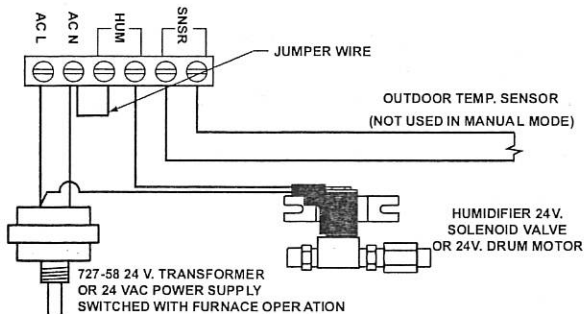 AC L
AC N
HUM
SNSR
JUMPER WIRE
OUTDOOR TEMP. SENSOR
(NOT USED IN MANUAL MODE)
HUMIDIFIER 24V.
SOLENOID VALVE
OR 24V. DRUM MOTOR
727-58 24 V. TRANSFORMER
OR 24 VAC POWER SUPPLY
SWITCHED WITH FURNACE OPERATION